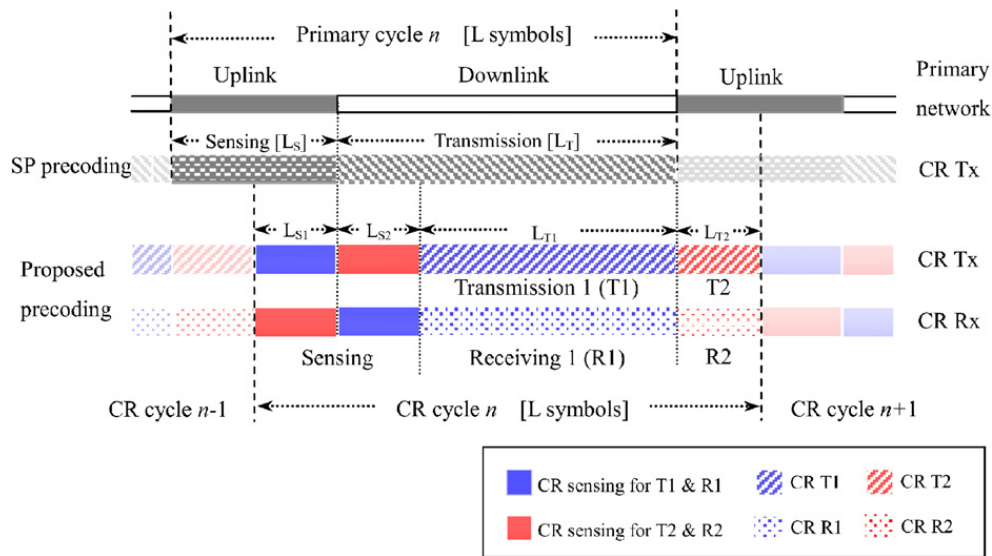 Primary cycle n [L symbols]
Uplink Downlink Uplink Primary
network
Sensing [LS] Transmission [LT]
SP precoding CR Tx
LS1 LS2 LT1 LT2
Proposed
precoding
CR Tx
Transmission 1 (T1) T2
CR Rx
Sensing Receiving 1 (R1) R2
CR cycle n-1 CR cycle n [L symbols] CR cycle n+1
CR sensing for T1 & R1 CR T1 CR T2
CR sensing for T2 & R2 CR R1 CR R2